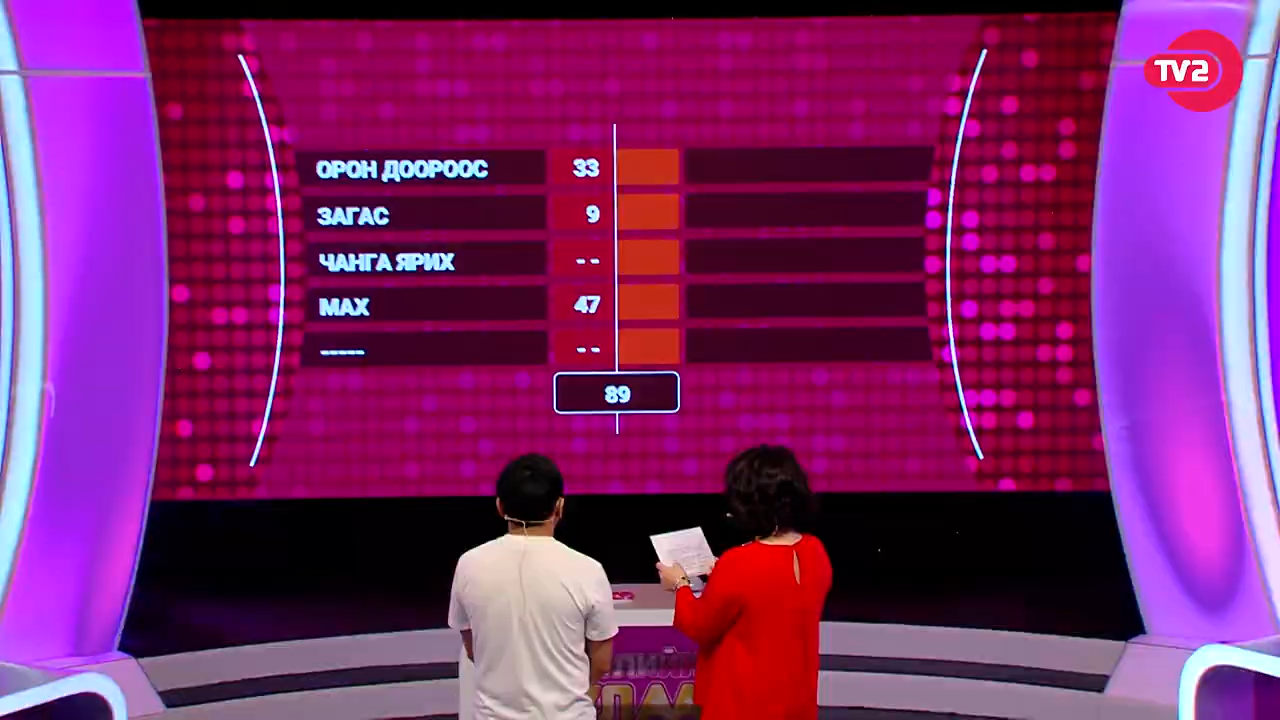 TV2
ОРОН ДООРООС 33
ЗАГАС 9
ЧАНГА ЯРИХ --
МАХ 47
----- --
89